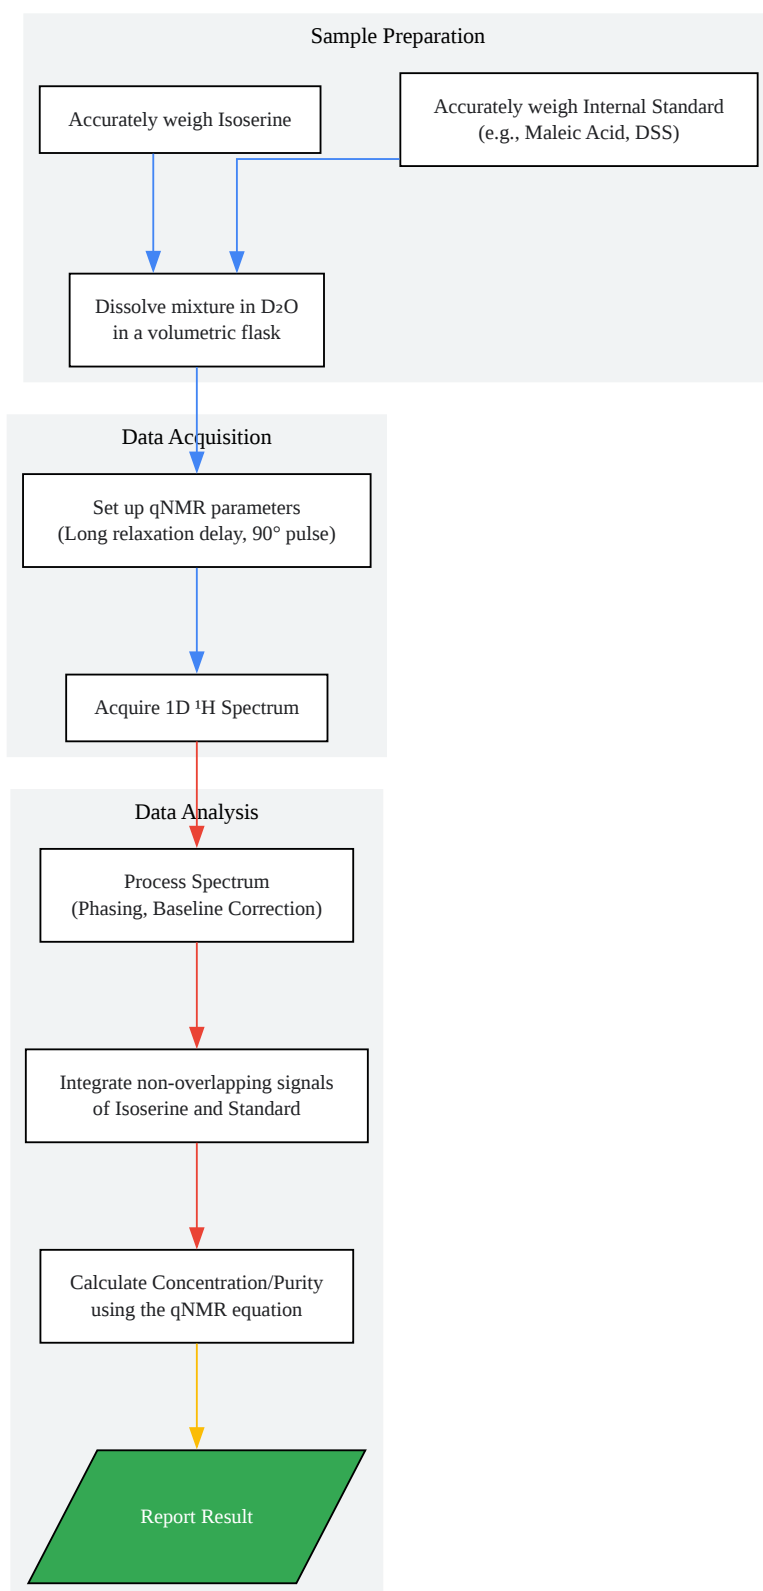 Sample Preparation
Accurately weigh Isoserine
Accurately weigh Internal Standard
(e.g., Maleic Acid, DSS)
Dissolve mixture in D₂O
in a volumetric flask
Data Acquisition
Set up qNMR parameters
(Long relaxation delay, 90° pulse)
Acquire 1D ¹H Spectrum
Data Analysis
Process Spectrum
(Phasing, Baseline Correction)
Integrate non-overlapping signals
of Isoserine and Standard
Calculate Concentration/Purity
using the qNMR equation
Report Result